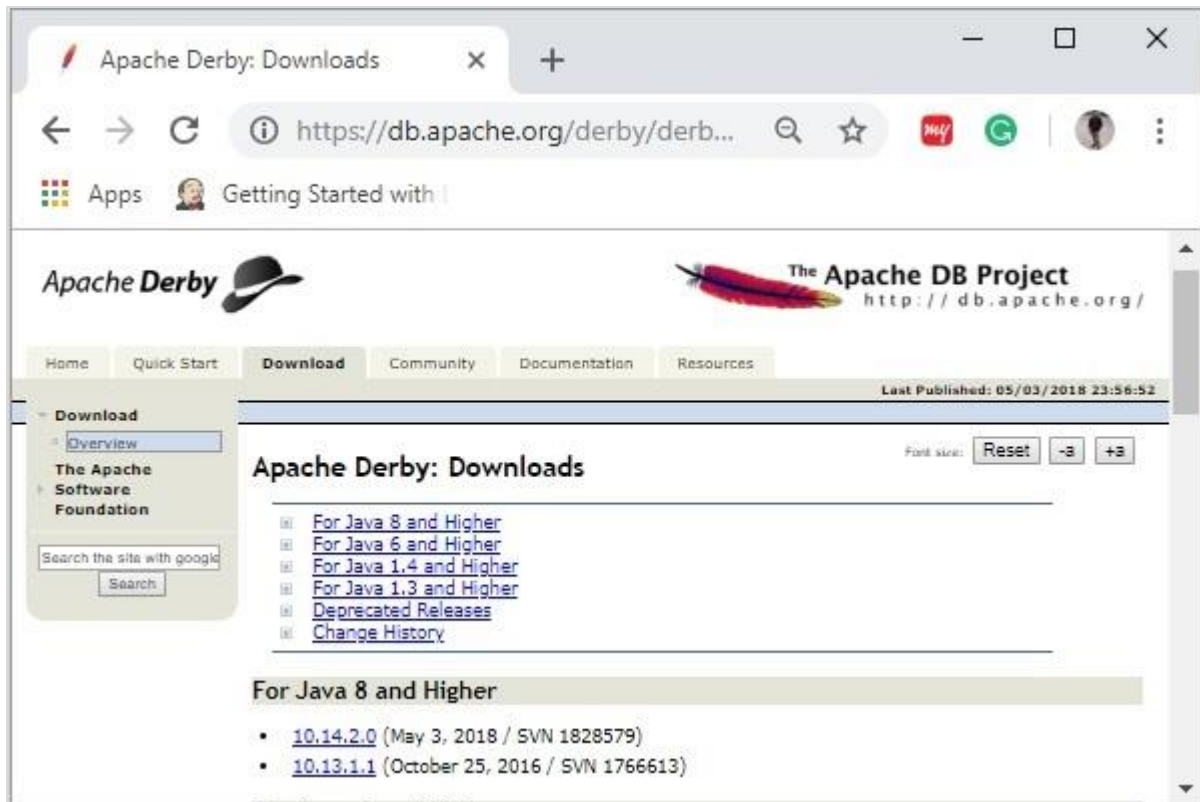 Apache Derby: Downloads
https://db.apache.org/derby/derb...
my
G
Apps
Getting Started with
Apache Derby
The Apache DB Project
http://db.apache.org/
Home Quick Start Download Community Documentation Resources
Last Published: 05/03/2018 23:56:52
Download
Overview
The Apache
Software
Foundation
Search the site with google
Search
Font size: Reset -a +a
Apache Derby: Downloads
For Java 8 and Higher
For Java 6 and Higher
For Java 1.4 and Higher
For Java 1.3 and Higher
Deprecated Releases
Change History
For Java 8 and Higher
• 10.14.2.0 (May 3, 2018 / SVN 1828579)
• 10.13.1.1 (October 25, 2016 / SVN 1766613)